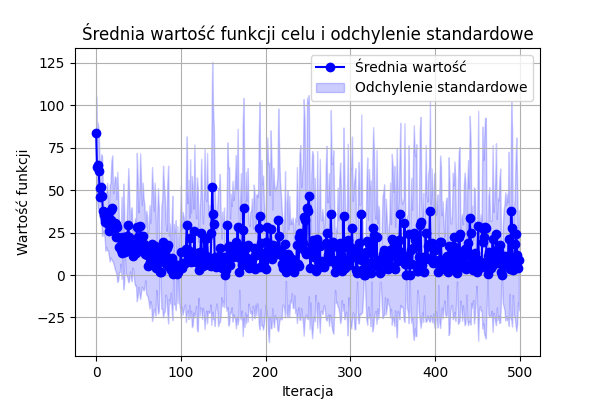 Średnia wartość funkcji celu i odchylenie standardowe
Średnia wartość
Odchylenie standardowe
Wartość funkcji
125
100
75
50
25
0
−25
0
100
200
300
400
500
Iteracja